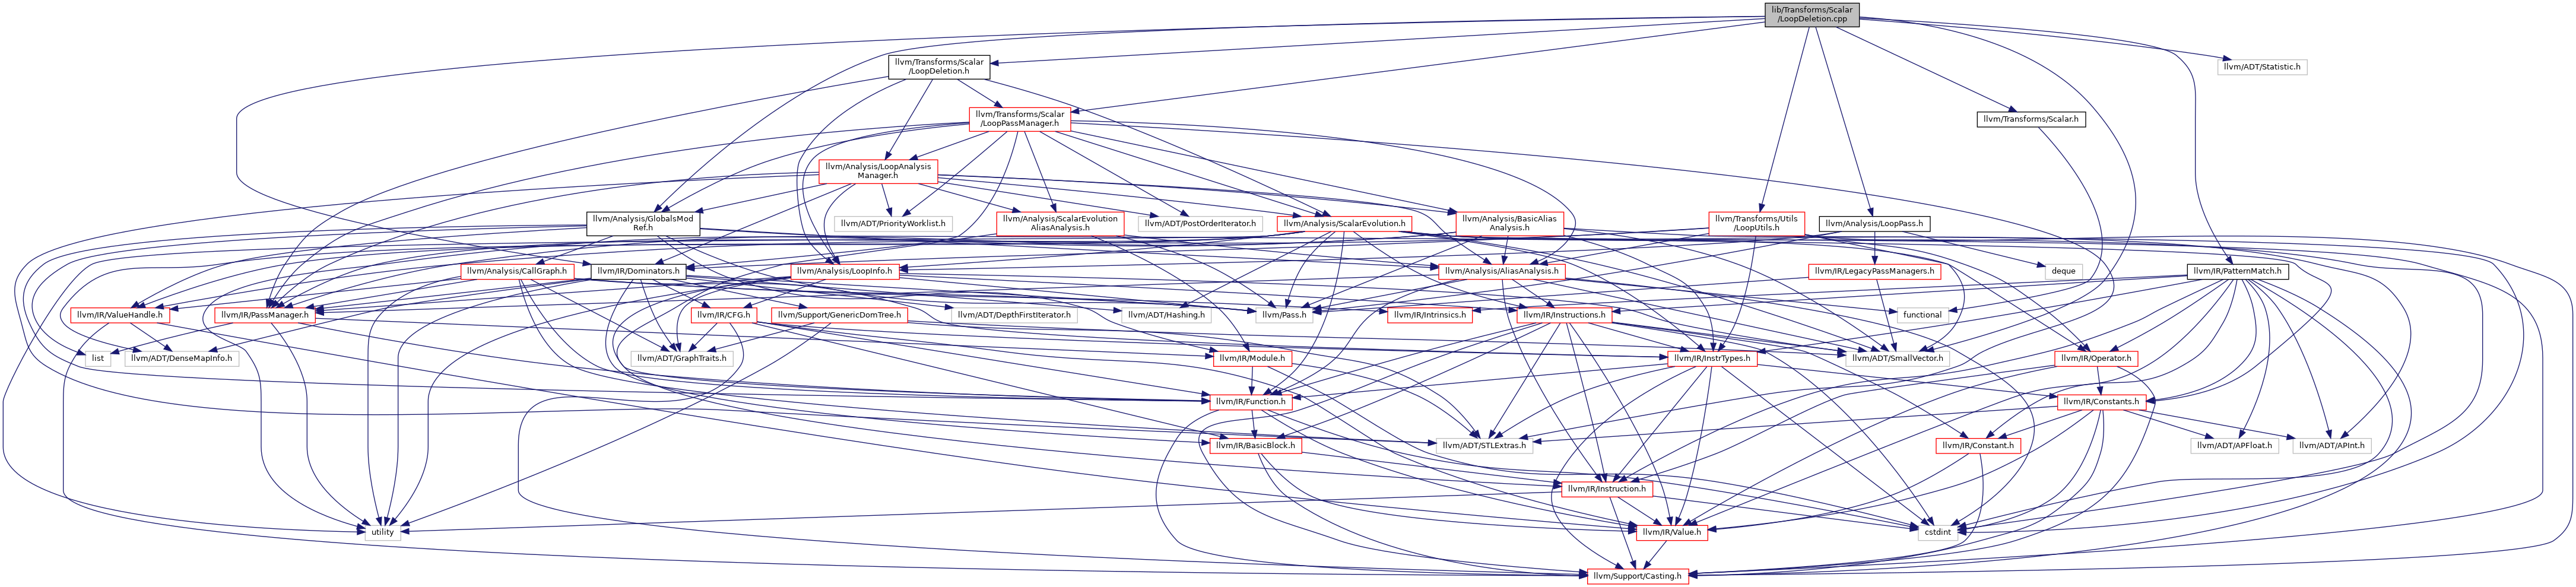 lib/Transforms/Scalar
/LoopDeletion.cpp
llvm/Transforms/Scalar
/LoopDeletion.h
llvm/ADT/Statistic.h
llvm/Transforms/Scalar
/LoopPassManager.h
llvm/Transforms/Scalar.h
llvm/Analysis/LoopAnalysis
Manager.h
llvm/Analysis/GlobalsMod
Ref.h
llvm/ADT/PriorityWorklist.h
llvm/Analysis/ScalarEvolution
AliasAnalysis.h
llvm/ADT/PostOrderIterator.h
llvm/Analysis/ScalarEvolution.h
llvm/Analysis/BasicAlias
Analysis.h
llvm/Transforms/Utils
/LoopUtils.h
llvm/Analysis/LoopPass.h
llvm/Analysis/CallGraph.h
llvm/IR/Dominators.h
llvm/Analysis/LoopInfo.h
llvm/Analysis/AliasAnalysis.h
llvm/IR/LegacyPassManagers.h
deque
llvm/IR/PatternMatch.h
llvm/IR/ValueHandle.h
llvm/IR/PassManager.h
llvm/IR/CFG.h
llvm/Support/GenericDomTree.h
llvm/ADT/DepthFirstIterator.h
llvm/ADT/Hashing.h
llvm/Pass.h
llvm/IR/Intrinsics.h
llvm/IR/Instructions.h
functional
list
llvm/ADT/DenseMapInfo.h
llvm/ADT/GraphTraits.h
llvm/IR/Module.h
llvm/IR/InstrTypes.h
llvm/ADT/SmallVector.h
llvm/IR/Operator.h
llvm/IR/Function.h
llvm/IR/Constants.h
llvm/IR/BasicBlock.h
llvm/ADT/STLExtras.h
llvm/IR/Constant.h
llvm/ADT/APFloat.h
llvm/ADT/APInt.h
llvm/IR/Instruction.h
utility
llvm/IR/Value.h
cstdint
llvm/Support/Casting.h